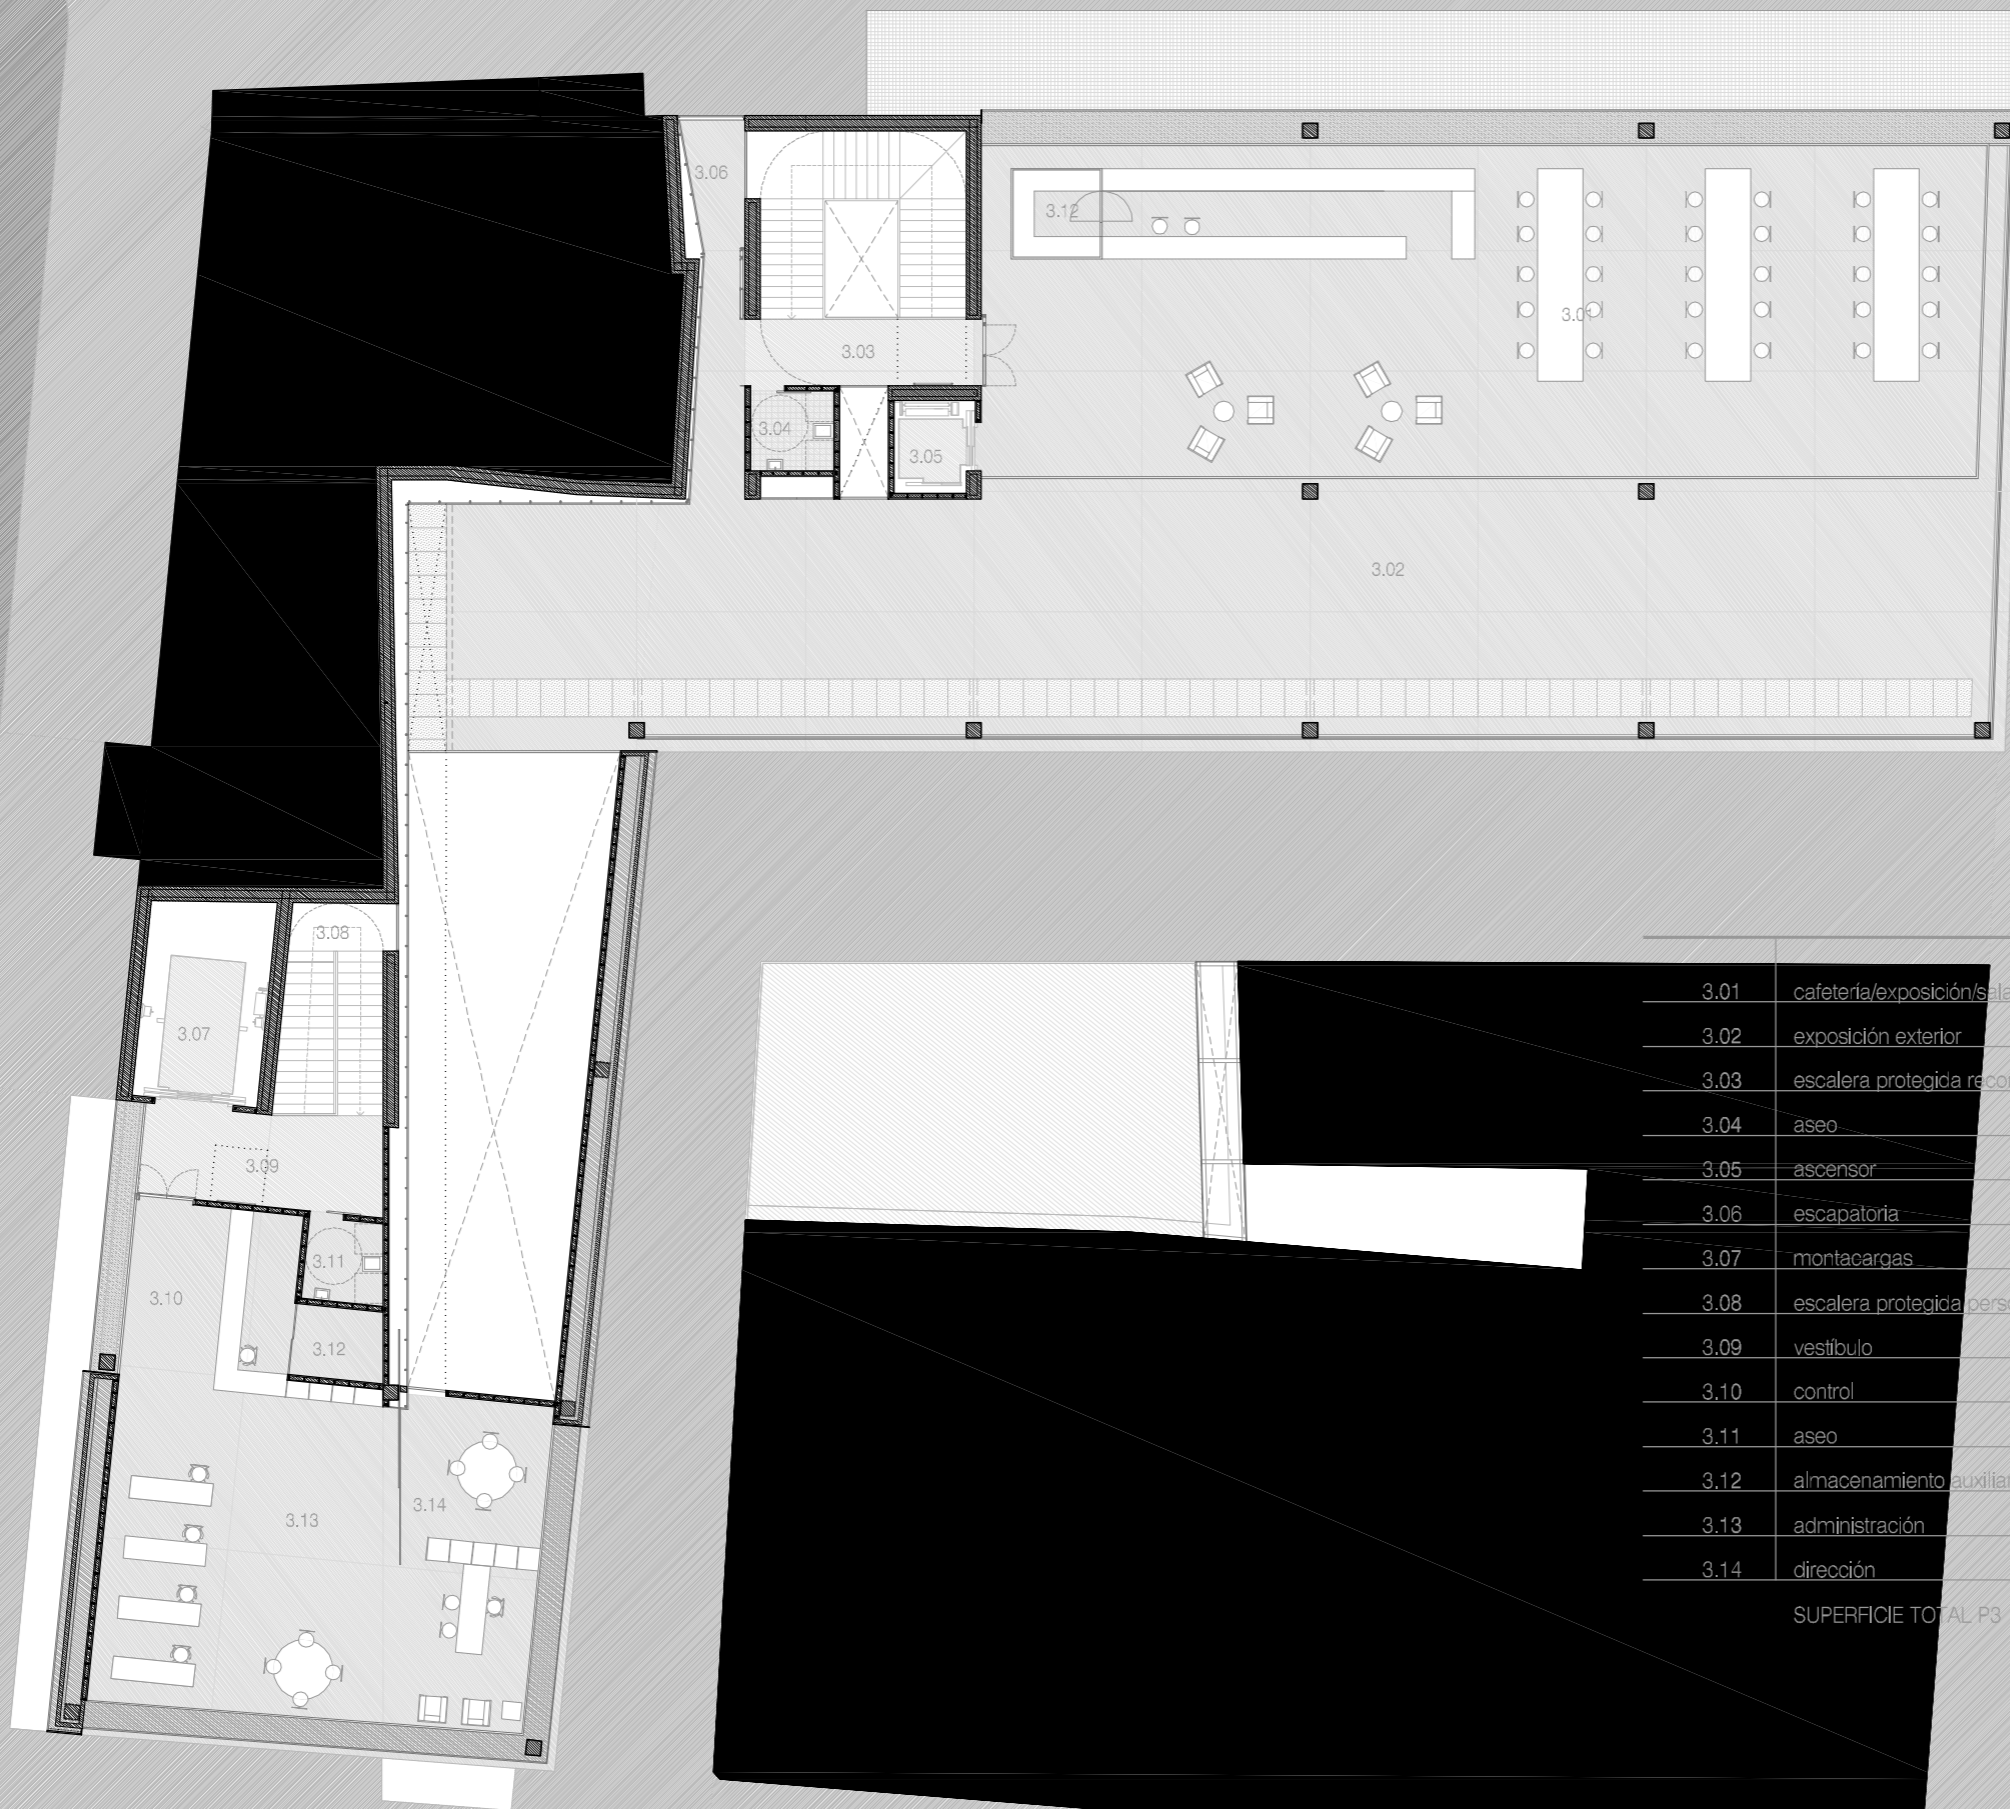 3.06
3.12
3.01
3.03
3.04
3.05
3.02
3.08
3.07
3.09
3.11
3.10
3.12
3.14
3.13
3.01 cafetería/exposición/sala
3.02 exposición exterior
3.03 escalera protegida
3.04 aseo
3.05 ascensor
3.06 escapatoria
3.07 montacargas
3.08 escalera protegida
3.09 vestíbulo
3.10 control
3.11 aseo
3.12 almacenamiento auxiliar
3.13 administración
3.14 dirección
SUPERFICIE TOTAL P3